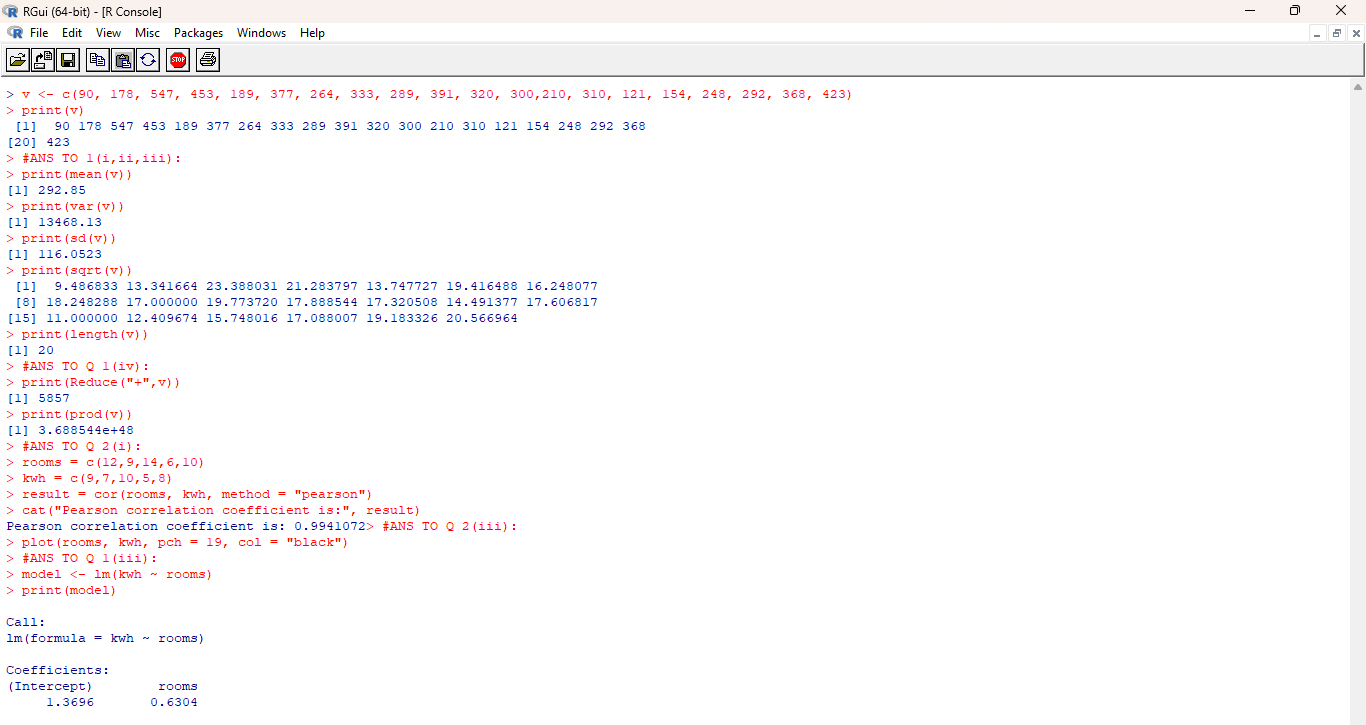 RGui (64-bit) - [R Console]
File Edit View Misc Packages Windows Help
STOP
> v <- c(90, 178, 547, 453, 189, 377, 264, 333, 289, 391, 320, 300,210, 310, 121, 154, 248, 292, 368, 423)
> print(v)
[1] 90 178 547 453 189 377 264 333 289 391 320 300 210 310 121 154 248 292 368
[20] 423
> #ANS TO 1(i,ii,iii):
> print(mean(v))
[1] 292.85
> print(var(v))
[1] 13468.13
> print(sd(v))
[1] 116.0523
> print(sqrt(v))
[1] 9.486833 13.341664 23.388031 21.283797 13.747727 19.416488 16.248077
[8] 18.248288 17.000000 19.773720 17.888544 17.320508 14.491377 17.606817
[15] 11.000000 12.409674 15.748016 17.088007 19.183326 20.566964
> print(length(v))
[1] 20
> #ANS TO Q 1(iv):
> print(Reduce("+",v))
[1] 5857
> print(prod(v))
[1] 3.688544e+48
> #ANS TO Q 2(i):
> rooms = c(12,9,14,6,10)
> kwh = c(9,7,10,5,8)
> result = cor(rooms, kwh, method = "pearson")
> cat("Pearson correlation coefficient is:", result)
Pearson correlation coefficient is: 0.9941072> #ANS TO Q 2(iii):
> plot(rooms, kwh, pch = 19, col = "black")
> #ANS TO Q 1(iii):
> model <- lm(kwh ~ rooms)
> print(model)
Call:
lm(formula = kwh ~ rooms)
Coefficients:
(Intercept) rooms
1.3696 0.6304